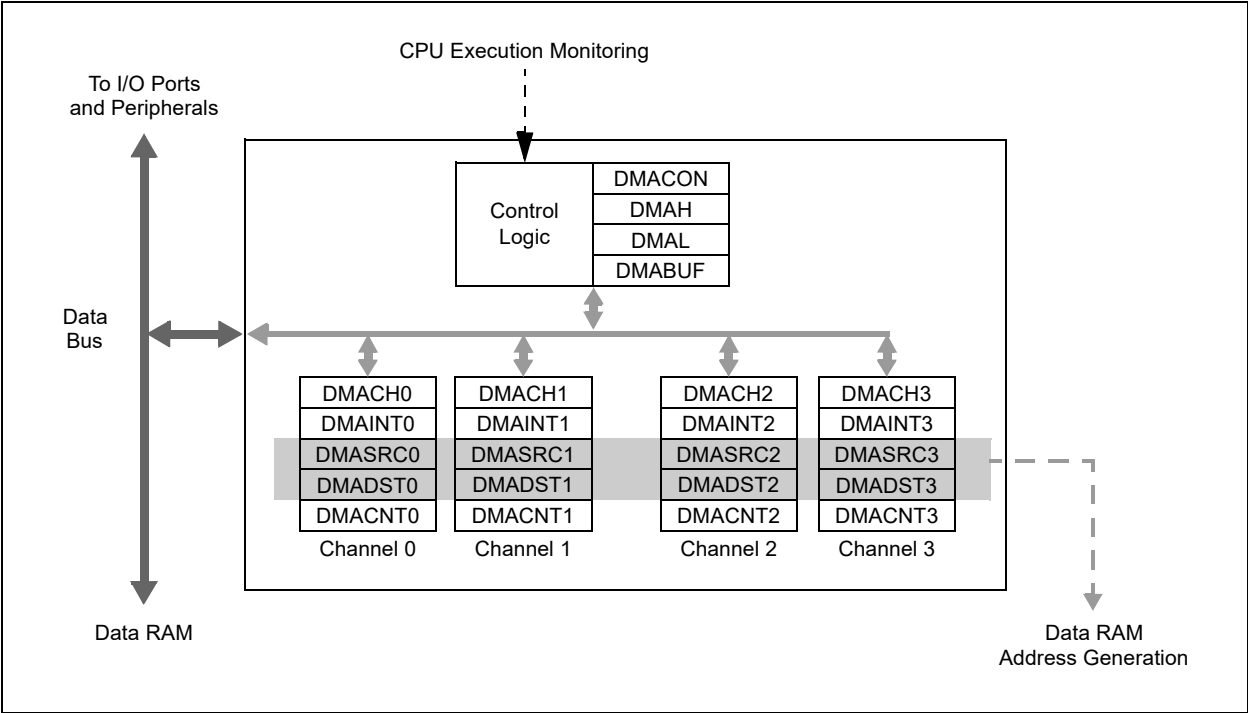 CPU Execution Monitoring
To I/O Ports
and Peripherals
Control
Logic
DMACON
DMAH
DMAL
DMABUF
Data
Bus
DMACH0
DMAINT0
DMASRC0
DMADST0
DMACNT0
Channel 0
DMACH1
DMAINT1
DMASRC1
DMADST1
DMACNT1
Channel 1
DMACH2
DMAINT2
DMASRC2
DMADST2
DMACNT2
Channel 2
DMACH3
DMAINT3
DMASRC3
DMADST3
DMACNT3
Channel 3
Data RAM
Data RAM
Address Generation